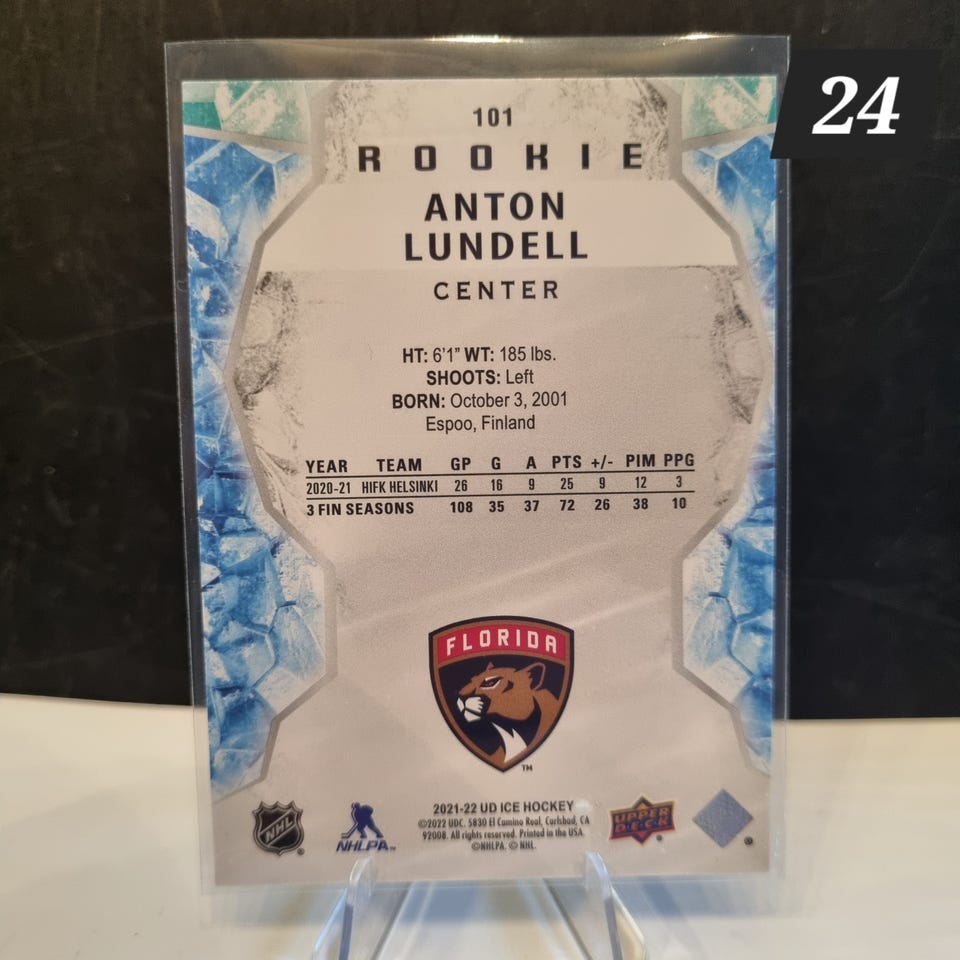 24
101
ROOKIE
ANTON
LUNDELL
CENTER
HT: 6'1" WT: 185 lbs.
SHOOTS: Left
BORN: October 3, 2001
Espoo, Finland
YEAR TEAM GP G A PTS +/- PIM PPG
2020-21 HIFK HELSINKI 26 16 9 25 9 12 3
3 FIN SEASONS 108 35 37 72 26 38 10
FLORIDA
TM
2021-22 UD ICE HOCKEY
©2022 UDC. 5830 El Camino Real, Carlsbad, CA
92008. All rights reserved. Printed in the USA.
©NHLPA. © NHL.
NHL
NHLPA™
UPPER
DECK